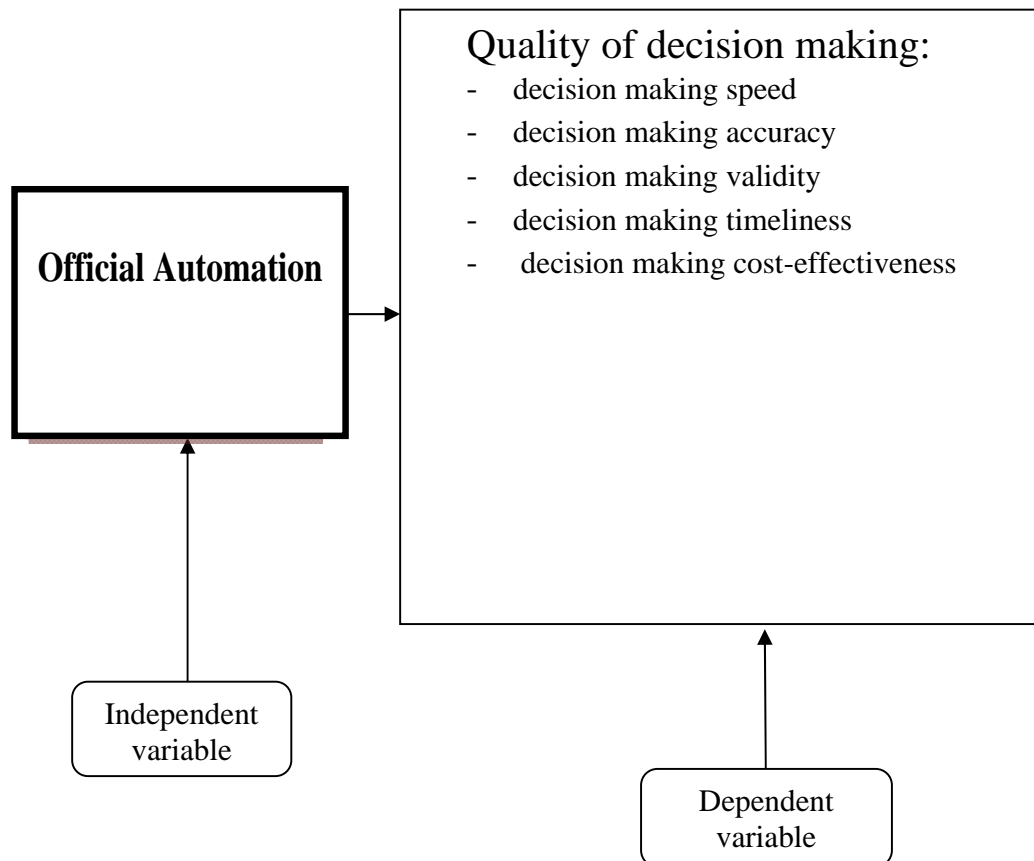 Quality of decision making:
- decision making speed
- decision making accuracy
- decision making validity
- decision making timeliness
- decision making cost-effectiveness
Official Automation
Independent
variable
Dependent
variable